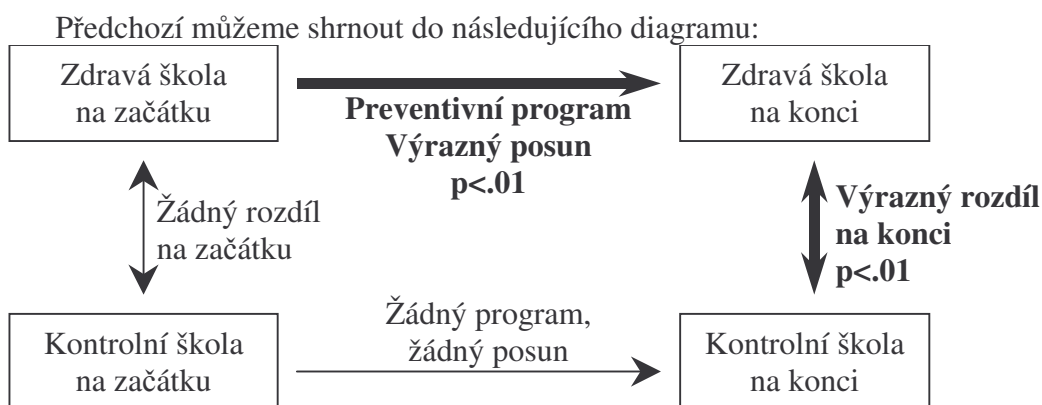 Předchozí můžeme shrnout do následujícího diagramu:
Zdravá škola
na začátku
Preventivní program
Výrazný posun
p<.01
Zdravá škola
na konci
Žádný rozdíl
na začátku
Výrazný rozdíl
na konci
p<.01
Kontrolní škola
na začátku
Žádný program,
žádný posun
Kontrolní škola
na konci